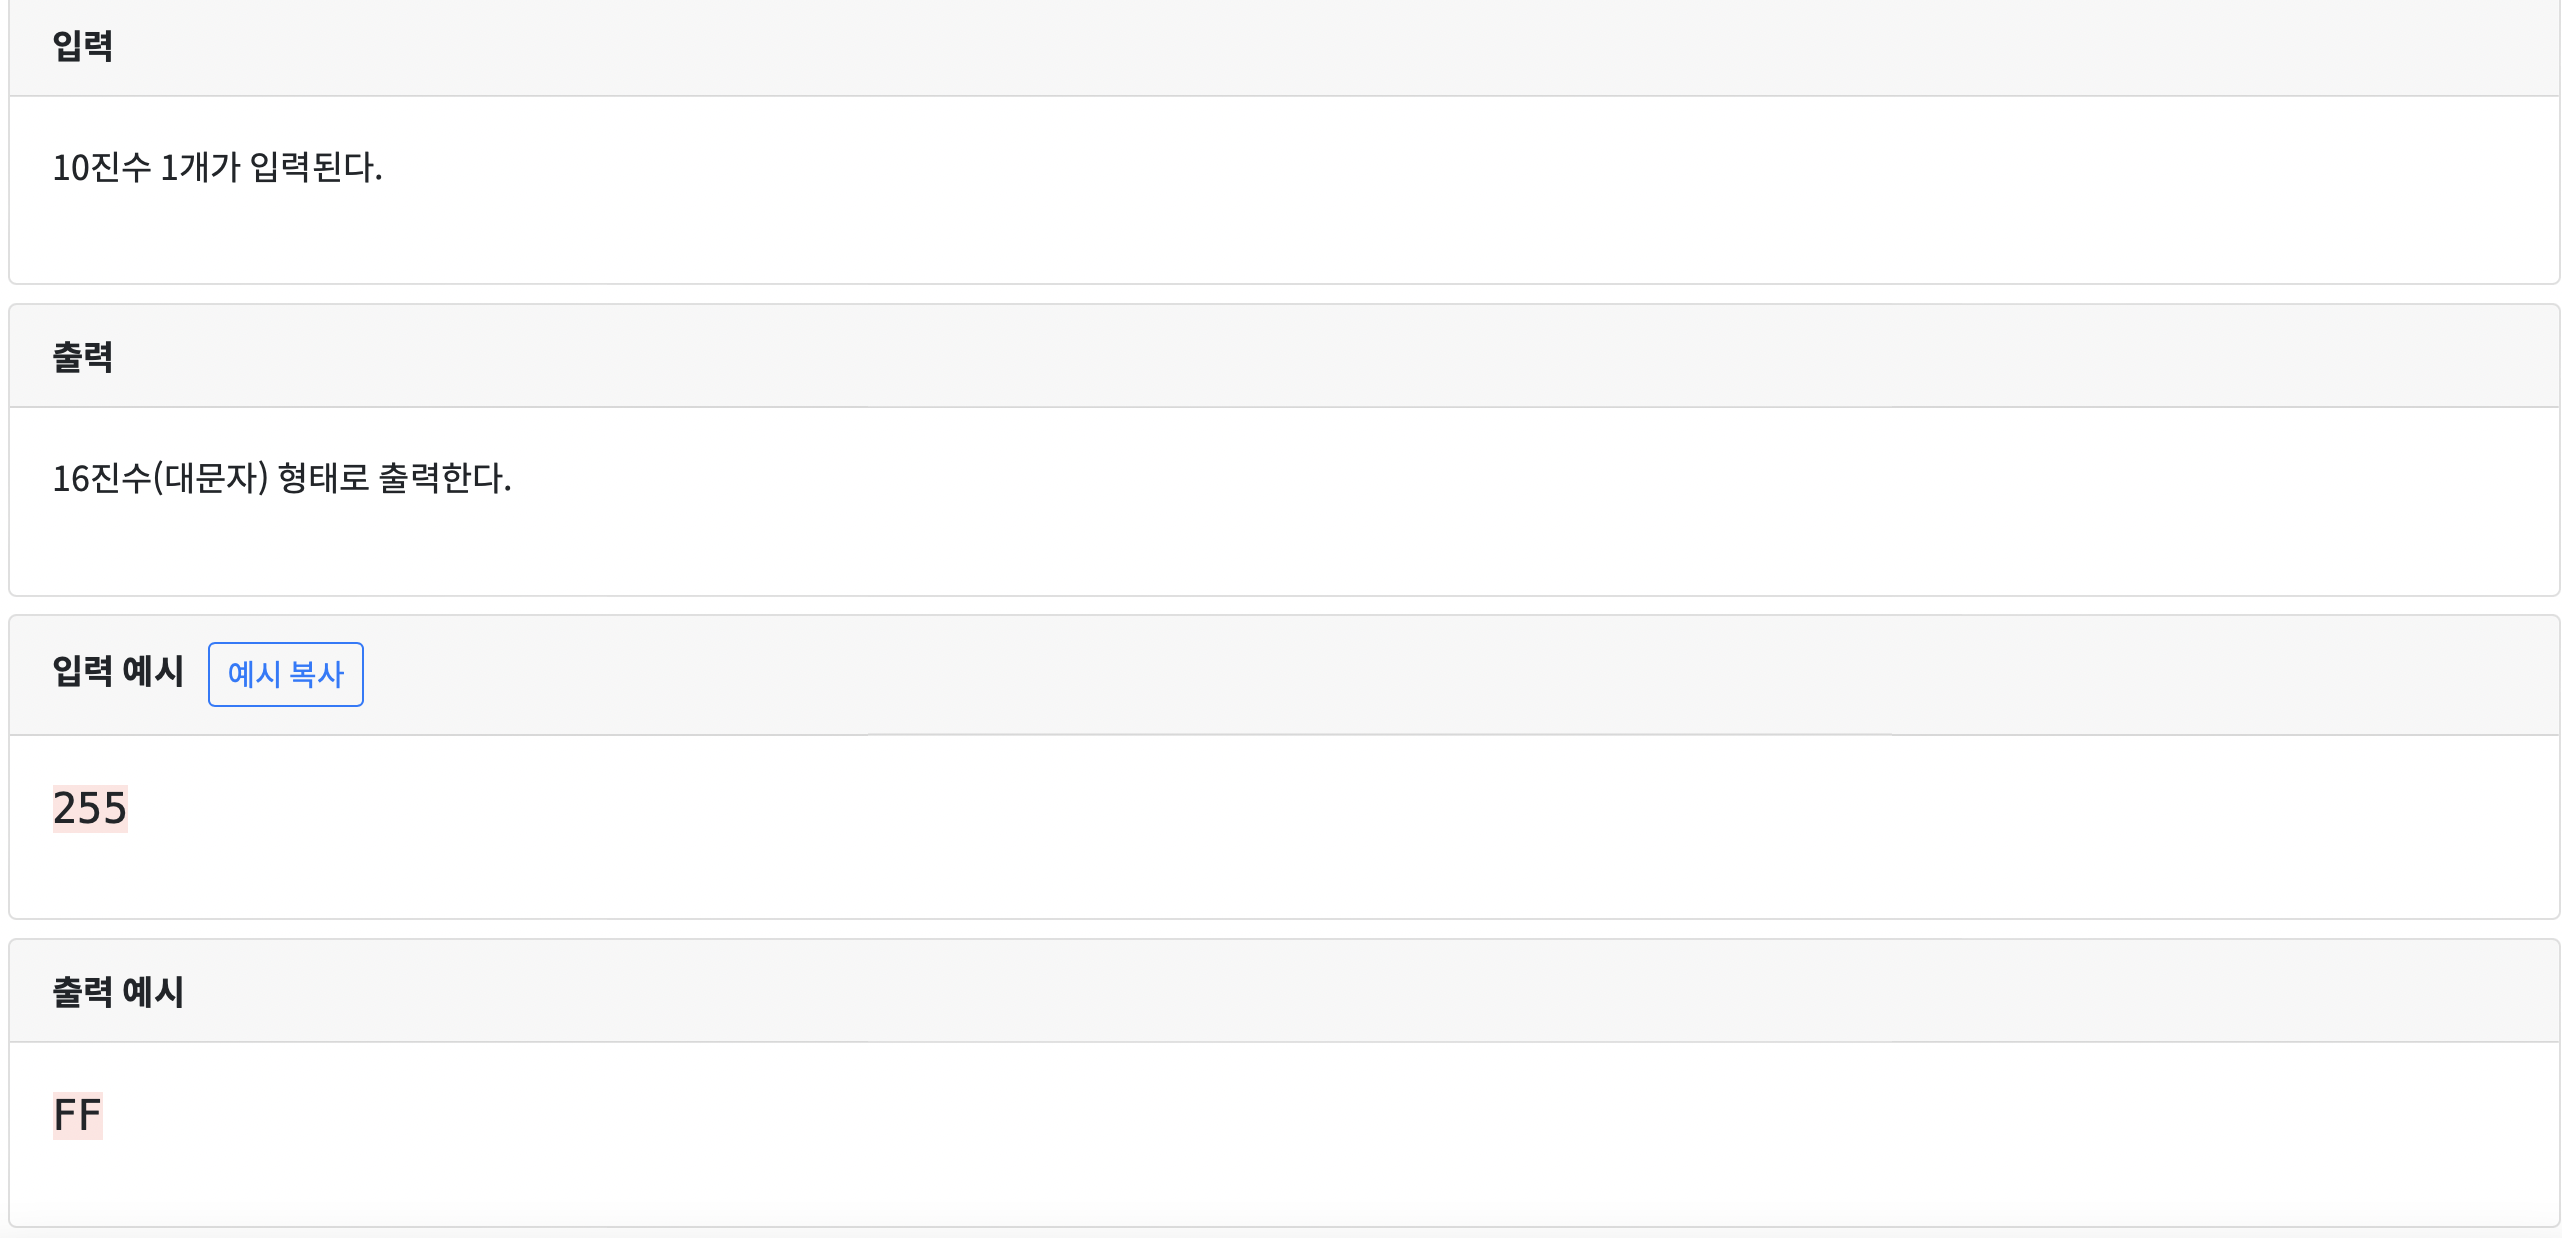 입력
10진수 1개가 입력된다.
출력
16진수(대문자) 형태로 출력한다.
입력 예시 예시 복사
255
출력 예시
FF